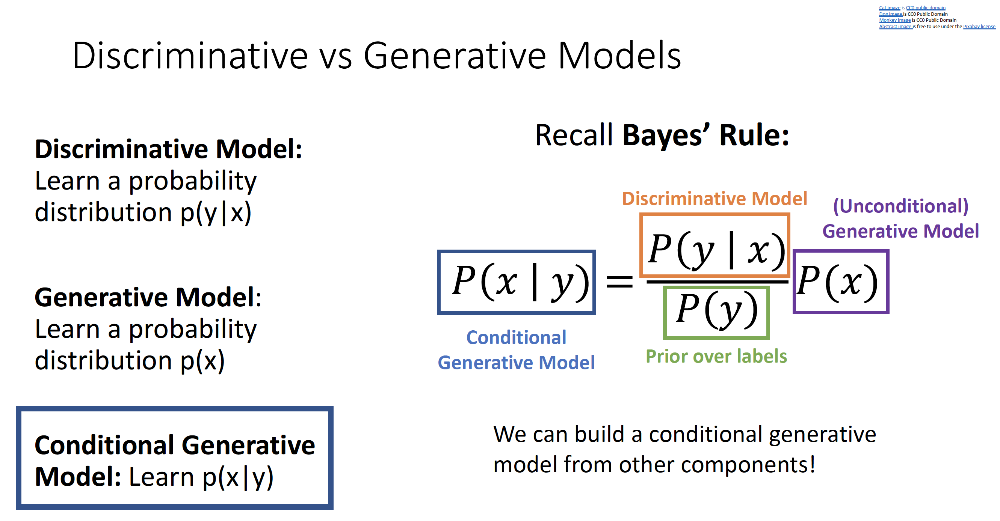 Cat image is CC0 public domain
Dog image is CC0 Public Domain
Monkey image is CC0 Public Domain
Abstract image is free to use under the Pixabay license
Discriminative vs Generative Models
Discriminative Model:
Learn a probability
distribution p(y|x)
Generative Model:
Learn a probability
distribution p(x)
Conditional Generative
Model: Learn p(x|y)
Recall Bayes’ Rule:
Discriminative Model
(Unconditional)
Generative Model
P(x | y) = P(y | x) / P(y) P(x)
Conditional
Generative Model
Prior over labels
We can build a conditional generative
model from other components!